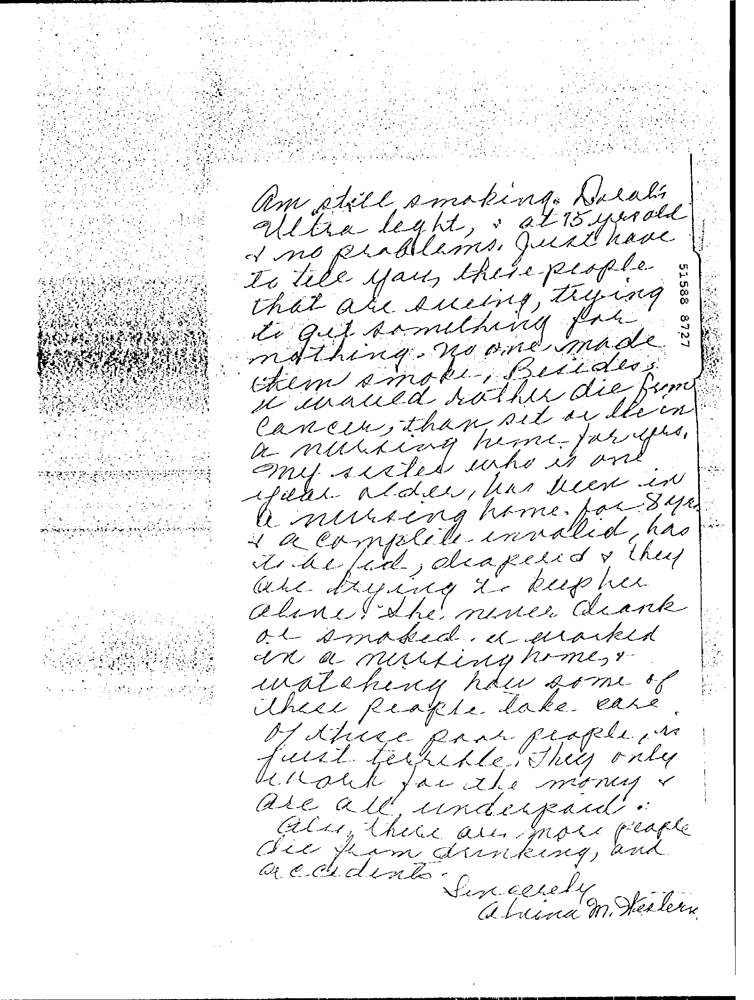 Am still smoking. Doral's
Ultra leght, & at 75 yrs old
& no problems. Just have
to tell you, these people
that are sueing, trying
to get something for
nothing. No one made
them smoke, Besides,
I would rather die from
Cancer, than set or lie in
a nursing home for yrs.
My sister who is one
year older, has been in
a nursing home for 8 yrs
& a complete invalid, has
to be fed, diapered & they
are trying to keep her
alive. She never drank
or smoked. I worked
in a nursing home, &
watching how some of
these people take care
of these poor people, is
just terrible. They only
work for the money &
are all underpaid.
Also, there are more people
die from drinking, and
accidents.
Sincerely
M. Western
51588 8727